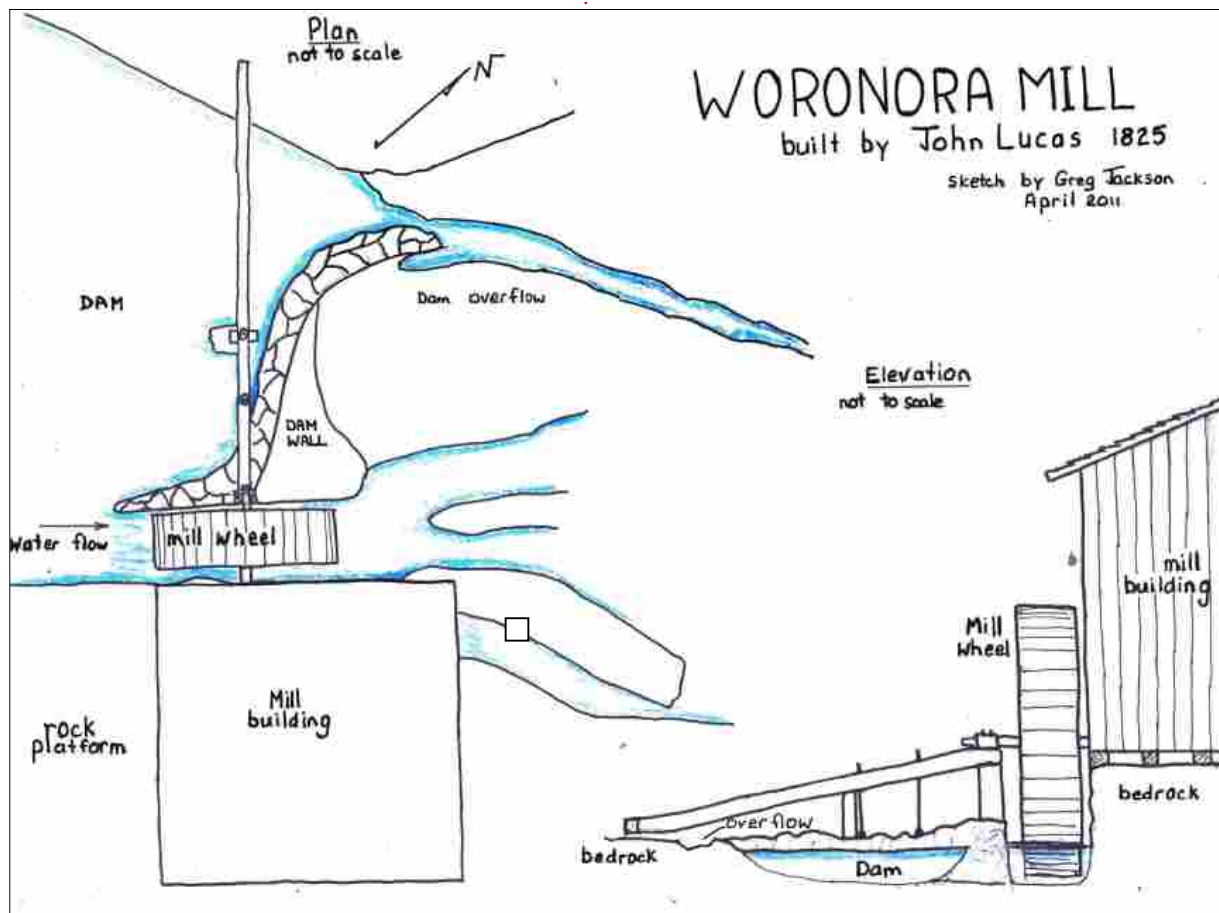 Plan
not to scale
N
WORONORA MILL
built by John Lucas 1825
Sketch by Greg Jackson
April 2011
DAM
Dam overflow
Elevation
not to scale
DAM
WALL
Water flow
mill wheel
mill
building
Mill
wheel
Mill
building
rock
platform
bedrock
overflow
bedrock
Dam